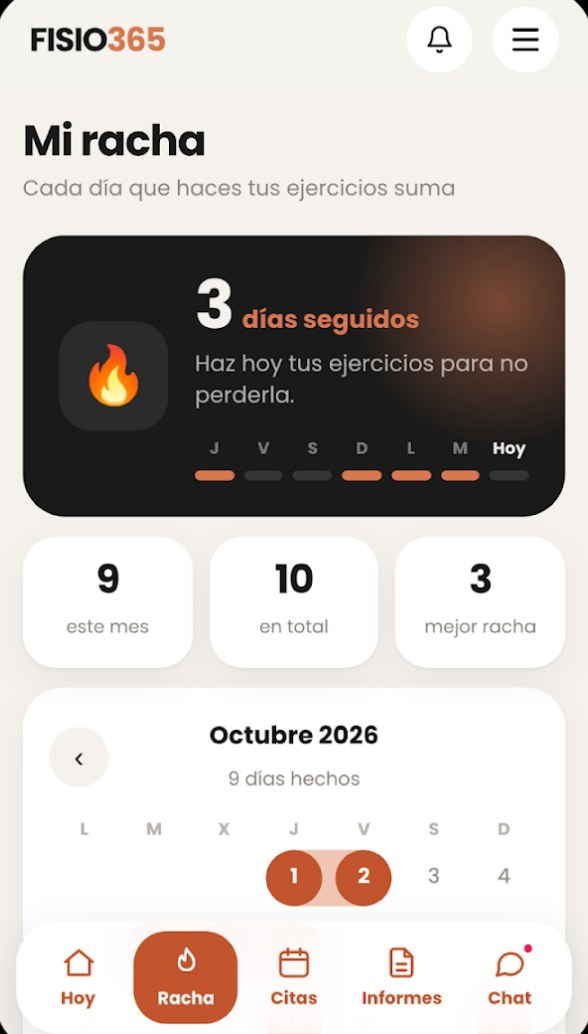 FISIO365
Mi racha
Cada día que haces tus ejercicios suma
3 días seguidos
Haz hoy tus ejercicios para no
perderla.
J V S D L M Hoy
9 10 3
este mes en total mejor racha
‹ Octubre 2026
9 días hechos
L M X J V S D
1 2 3 4
Hoy Racha Citas Informes Chat